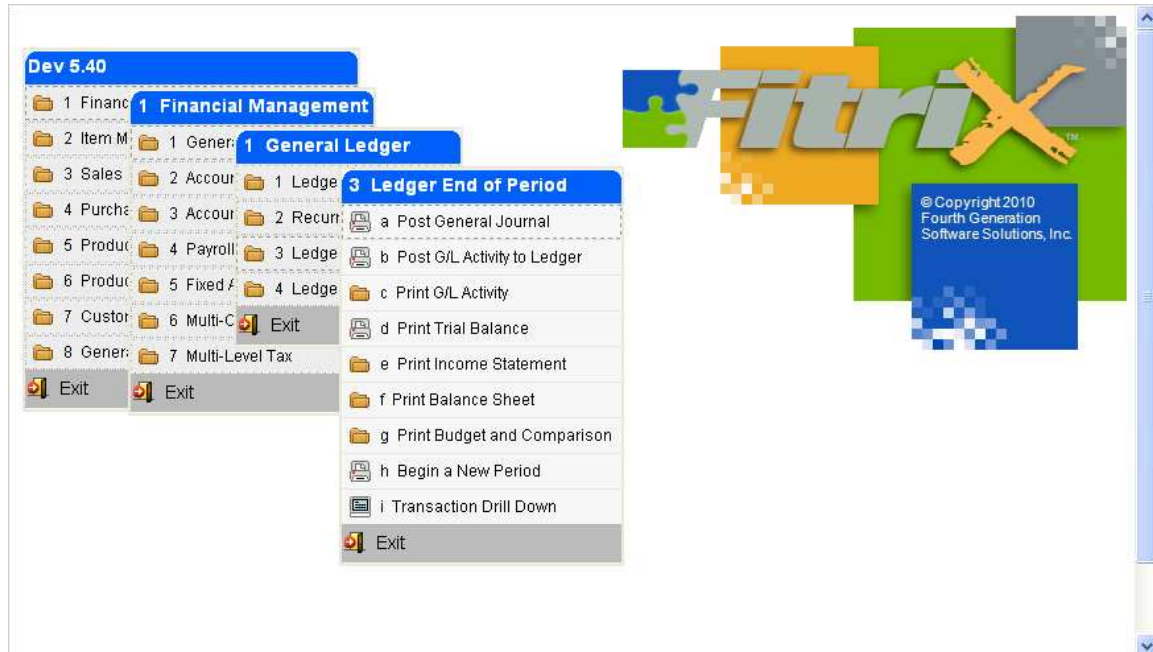 Dev 5.40
1 Financ
2 Item M
3 Sales
4 Purcha
5 Produc
6 Produc
7 Custor
8 Genera
Exit
1 Financial Management
1 Genera
2 Accour
3 Accour
4 Payroll
5 Fixed A
6 Multi-C
7 Multi-Level Tax
Exit
1 General Ledger
1 Ledge
2 Recurr
3 Ledge
4 Ledge
Exit
3 Ledger End of Period
a Post General Journal
b Post G/L Activity to Ledger
c Print G/L Activity
d Print Trial Balance
e Print Income Statement
f Print Balance Sheet
g Print Budget and Comparison
h Begin a New Period
i Transaction Drill Down
Exit
FitriX TM
© Copyright 2010
Fourth Generation
Software Solutions, Inc.